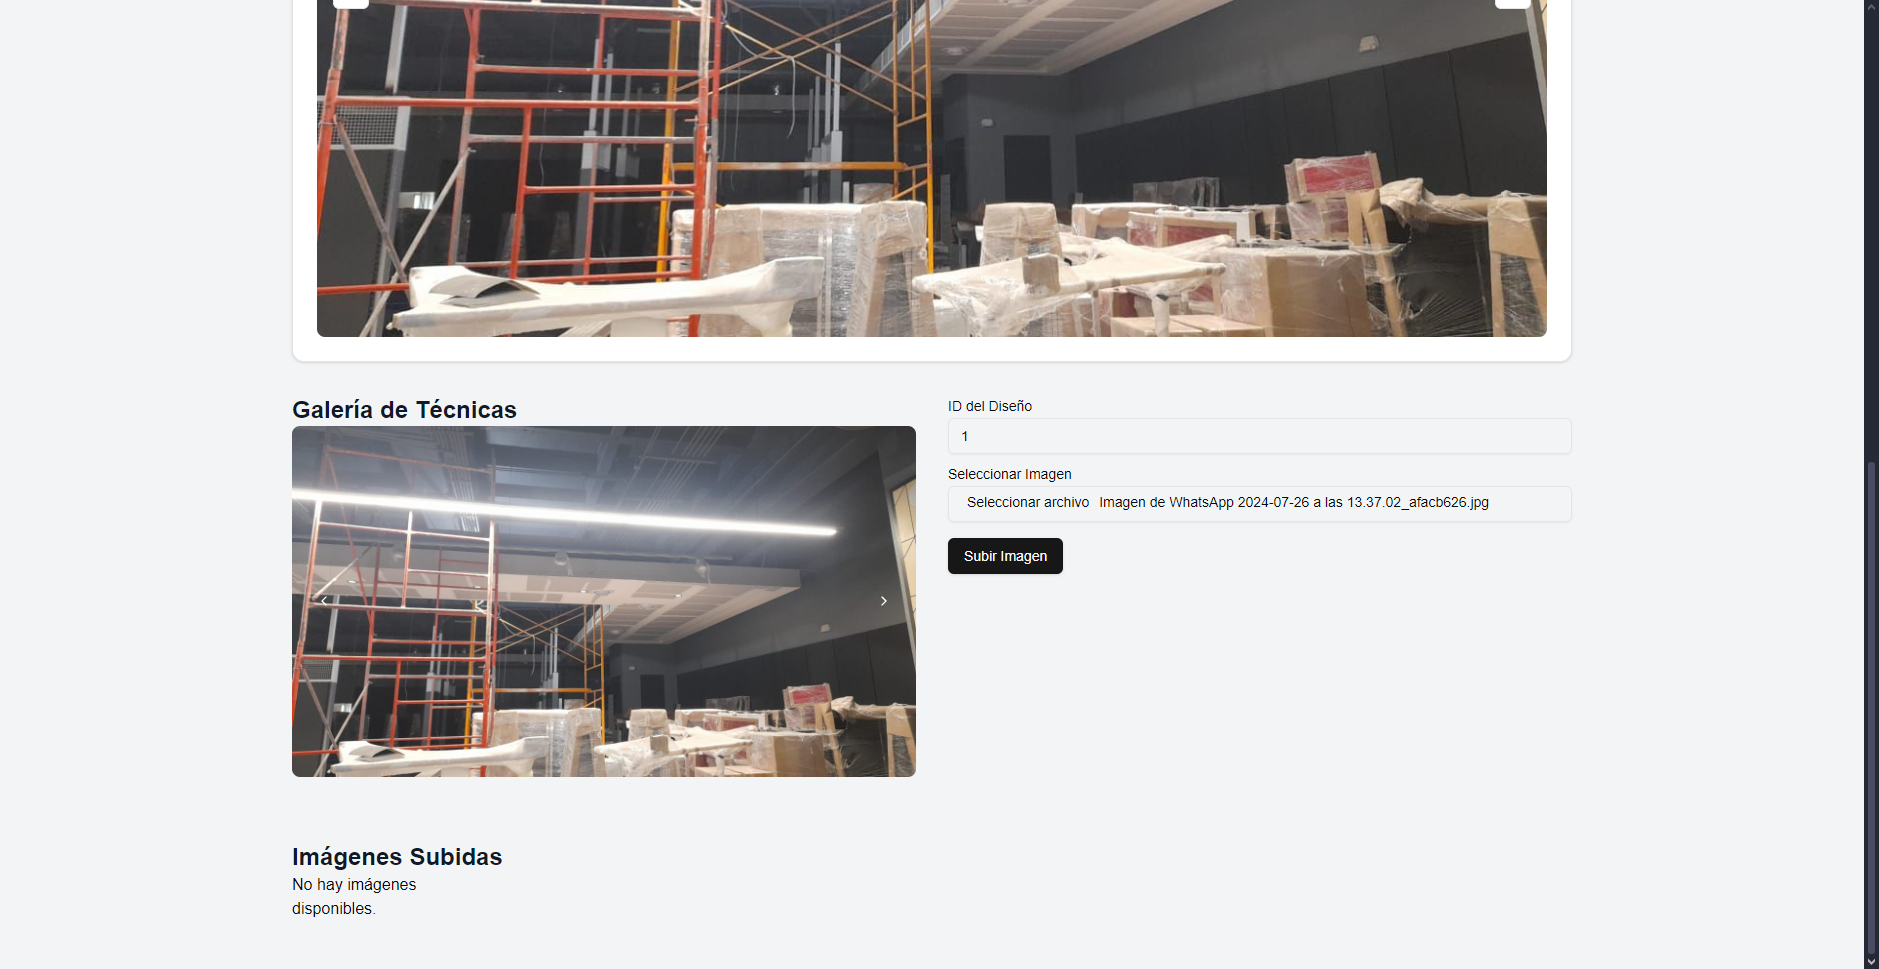 Galería de Técnicas
ID del Diseño
1
Seleccionar Imagen
Seleccionar archivo Imagen de WhatsApp 2024-07-26 a las 13.37.02_afacb626.jpg
Subir Imagen
Imágenes Subidas
No hay imágenes
disponibles.